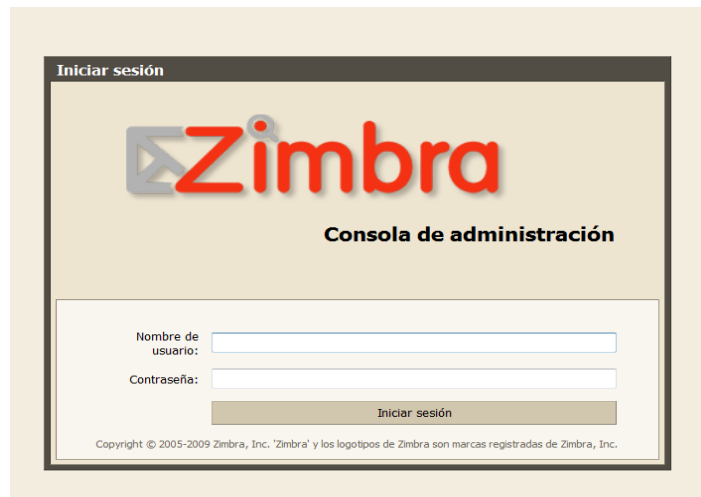 Iniciar sesión
Zimbra
Consola de administración
Nombre de
usuario:
Contraseña:
Iniciar sesión
Copyright © 2005-2009 Zimbra, Inc. 'Zimbra' y los logotipos de Zimbra son marcas registradas de Zimbra, Inc.